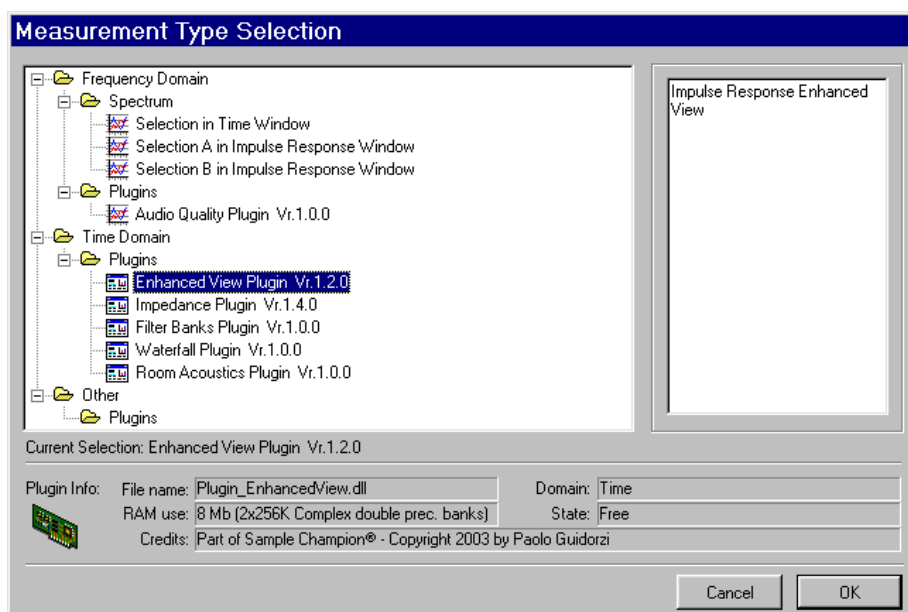 Measurement Type Selection
Frequency Domain
Spectrum
Selection in Time Window
Selection A in Impulse Response Window
Selection B in Impulse Response Window
Plugins
Audio Quality Plugin Vr.1.0.0
Time Domain
Plugins
Enhanced View Plugin Vr.1.2.0
Impedance Plugin Vr.1.4.0
Filter Banks Plugin Vr.1.0.0
Waterfall Plugin Vr.1.0.0
Room Acoustics Plugin Vr.1.0.0
Other
Plugins
Impulse Response Enhanced
View
Current Selection: Enhanced View Plugin Vr.1.2.0
Plugin Info: File name: Plugin_EnhancedView.dll Domain: Time
RAM use: 8 Mb (2x256K Complex double prec. banks) State: Free
Credits: Part of Sample Champion® - Copyright 2003 by Paolo Guidorzi
Cancel OK